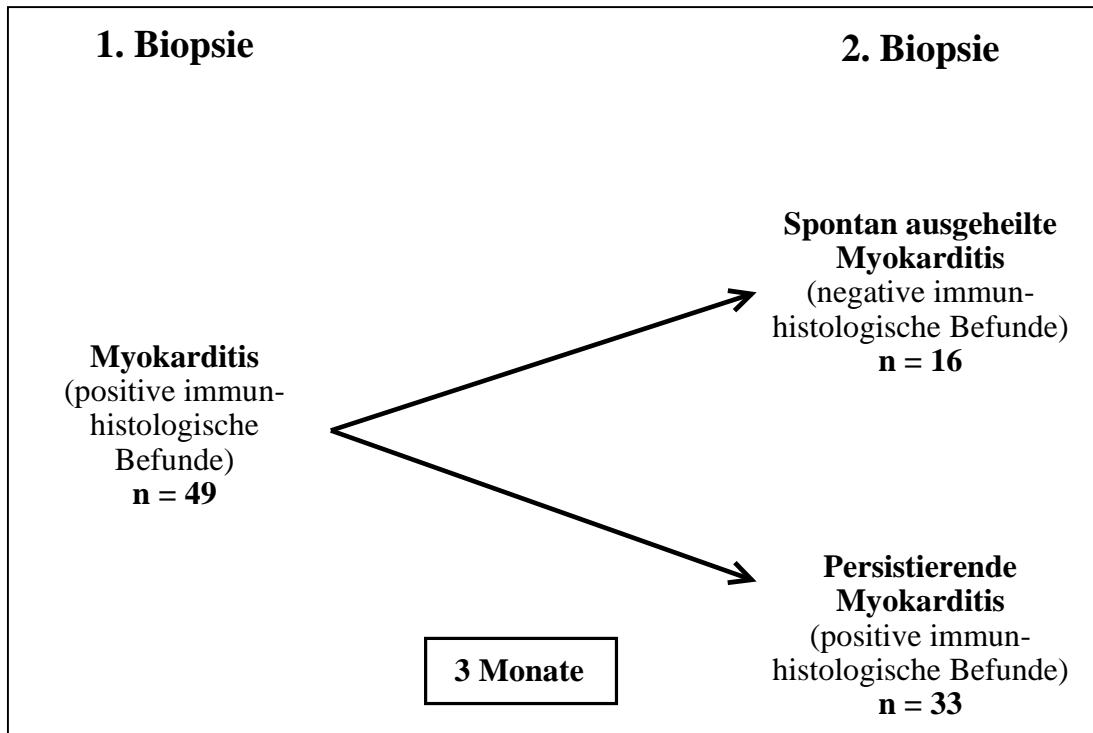 1. Biopsie
2. Biopsie
Myokarditis
(positive immun-
histologische
Befunde)
n = 49
Spontan ausgeheilte
Myokarditis
(negative immun-
histologische Befunde)
n = 16
Persistierende
Myokarditis
(positive immun-
histologische Befunde)
n = 33
3 Monate